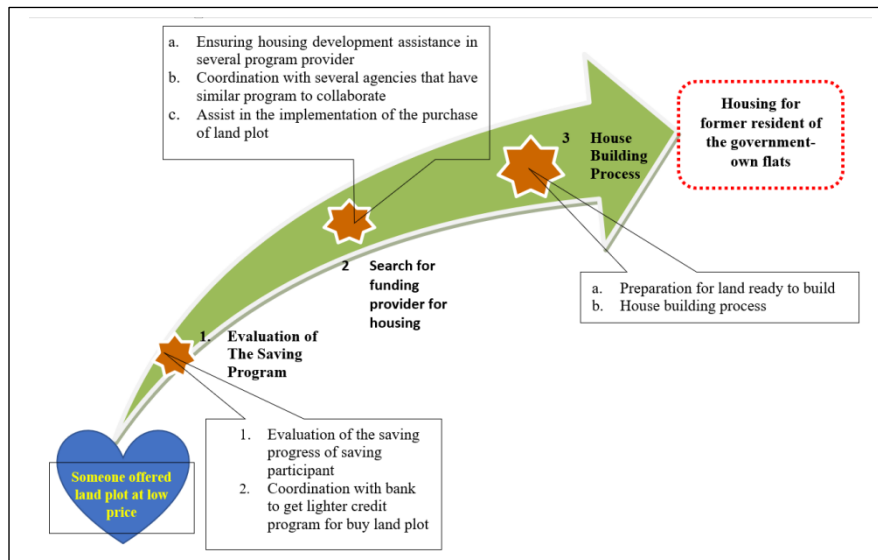 a. Ensuring housing development assistance in
several program provider
b. Coordination with several agencies that have
similar program to collaborate
c. Assist in the implementation of the purchase
of land plot
Housing for
former resident of
the government-
own flats
3 House
Building
Process
2 Search for
funding
provider for
housing
a. Preparation for land ready to build
b. House building process
1. Evaluation of
The Saving
Program
1. Evaluation of the saving
progress of saving
participant
2. Coordination with bank
to get lighter credit
program for buy land plot
Someone offered
land plot at low
price